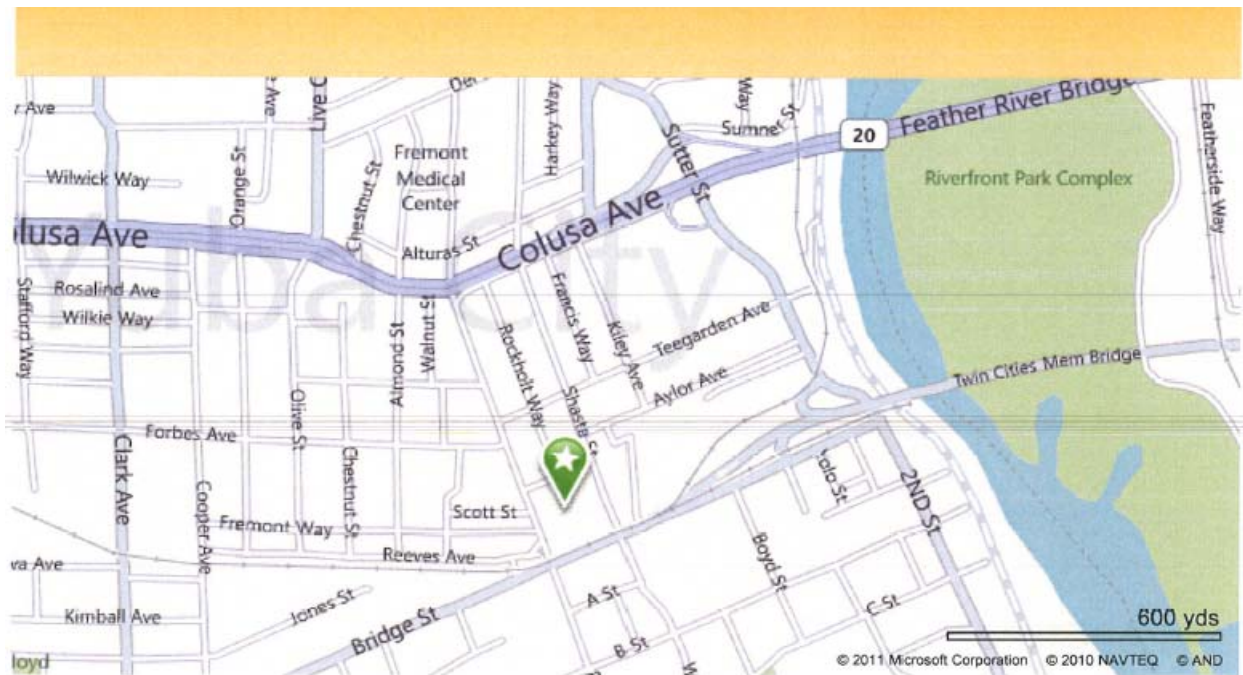 r Ave
Ave
Live C
Der
Harkey Way
Way
Sumner St
Sutter St
20
Feather River Bridge
Featherside Way
Riverfront Park Complex
Wilwick Way
Orange St
Chestnut St
Fremont
Medical
Center
Alturas St
Colusa Ave
lusa Ave
Yuba City
Stafford Way
Rosalind Ave
Wilkie Way
Almond St
Walnut St
Rockholt Way
Francis Way
Kiley Ave
Teegarden Ave
Aylor Ave
Shasta St
Twin Cities Mem Bridge
Olive St
Forbes Ave
Clark Ave
Cooper Ave
Chestnut St
Scott St
Fremont Way
Reeves Ave
2ND St
olo St
Boyd St
va Ave
Kimball Ave
Jones St
Bridge St
A St
B St
C St
loyd
600 yds
© 2011 Microsoft Corporation © 2010 NAVTEQ © AND